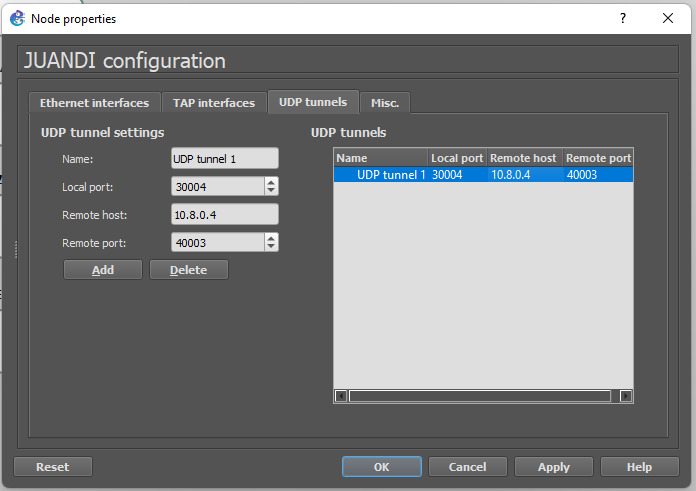 Node properties
JUANDI configuration
Ethernet interfaces TAP interfaces UDP tunnels Misc.
UDP tunnel settings
Name: UDP tunnel 1
Local port: 30004
Remote host: 10.8.0.4
Remote port: 40003
Add Delete
UDP tunnels
Name Local port Remote host Remote port
UDP tunnel 1 30004 10.8.0.4 40003
Reset OK Cancel Apply Help